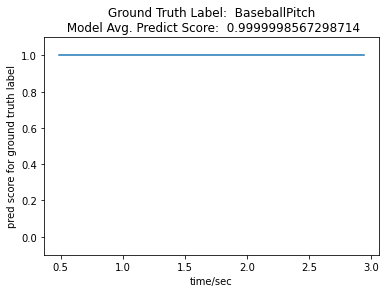 Ground Truth Label:  BaseballPitch
Model Avg. Predict Score:  0.9999998567298714
1.0
0.8
0.6
0.4
0.2
0.0
pred score for ground truth label
0.5 1.0 1.5 2.0 2.5 3.0
time/sec